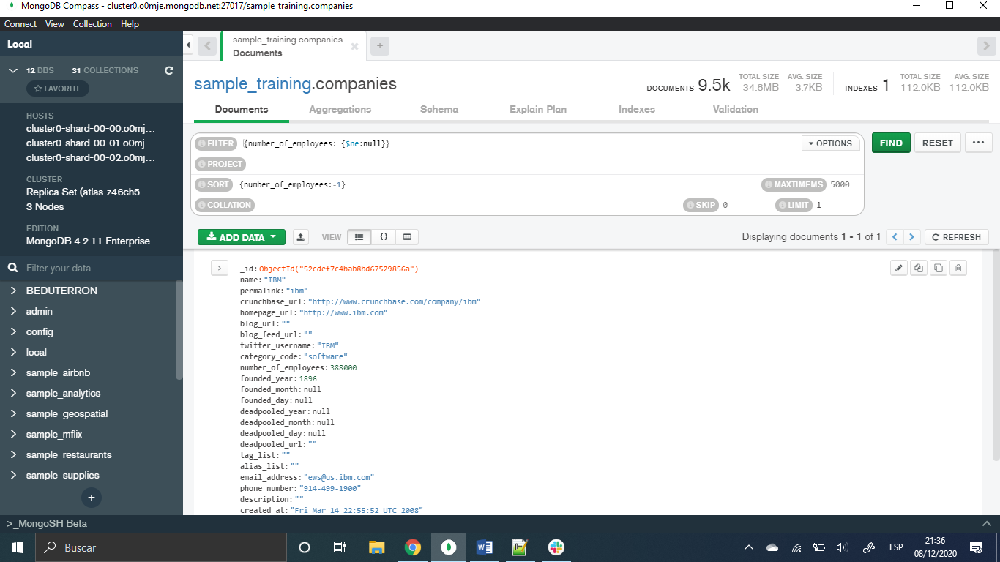 MongoDB Compass - cluster0.o0mje.mongodb.net:27017/sample_training.companies
Connect View Collection Help
Local
12 DBS 31 COLLECTIONS
FAVORITE
HOSTS
cluster0-shard-00-00.o0mj...
cluster0-shard-00-01.o0mj...
cluster0-shard-00-02.o0mj...
CLUSTER
Replica Set (atlas-z46ch5-...
3 Nodes
EDITION
MongoDB 4.2.11 Enterprise
Filter your data
BEDUTERRON
admin
config
local
sample_airbnb
sample_analytics
sample_geospatial
sample_mflix
sample_restaurants
sample_supplies
+
sample_training.companies
Documents
+
sample_training.companies
DOCUMENTS 9.5k TOTAL SIZE 34.8MB AVG. SIZE 3.7KB INDEXES 1 TOTAL SIZE 112.0KB AVG. SIZE 112.0KB
Documents Aggregations Schema Explain Plan Indexes Validation
FILTER {number_of_employees: {$ne:null}} OPTIONS FIND RESET ...
PROJECT
SORT {number_of_employees:-1} MAXTIMEMS 5000
COLLATION SKIP 0 LIMIT 1
ADD DATA VIEW {} Displaying documents 1 - 1 of 1 < > REFRESH
_id: ObjectId("52cdef7c4bab8bd67529856a")
name: "IBM"
permalink: "ibm"
crunchbase_url: "http://www.crunchbase.com/company/ibm"
homepage_url: "http://www.ibm.com"
blog_url: ""
blog_feed_url: ""
twitter_username: "IBM"
category_code: "software"
number_of_employees: 388000
founded_year: 1896
founded_month: null
founded_day: null
deadpooled_year: null
deadpooled_month: null
deadpooled_day: null
deadpooled_url: ""
tag_list: ""
alias_list: ""
email_address: "ews@us.ibm.com"
phone_number: "914-499-1900"
description: ""
created_at: "Fri Mar 14 22:55:52 UTC 2008"
>_MongoSH Beta
Buscar
ESP
21:36
08/12/2020